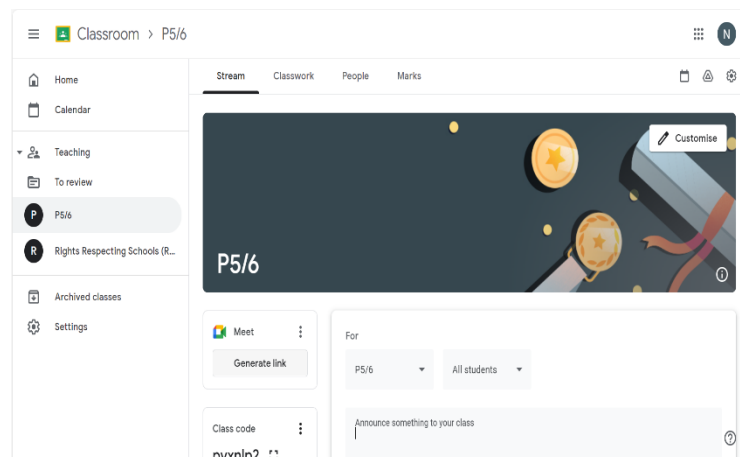 Classroom > P5/6
N
Home
Calendar
Teaching
To review
P P5/6
R Rights Respecting Schools (R...
Archived classes
Settings
Stream Classwork People Marks
Customise
P5/6
Meet
Generate link
Class code
For
P5/6 All students
Announce something to your class